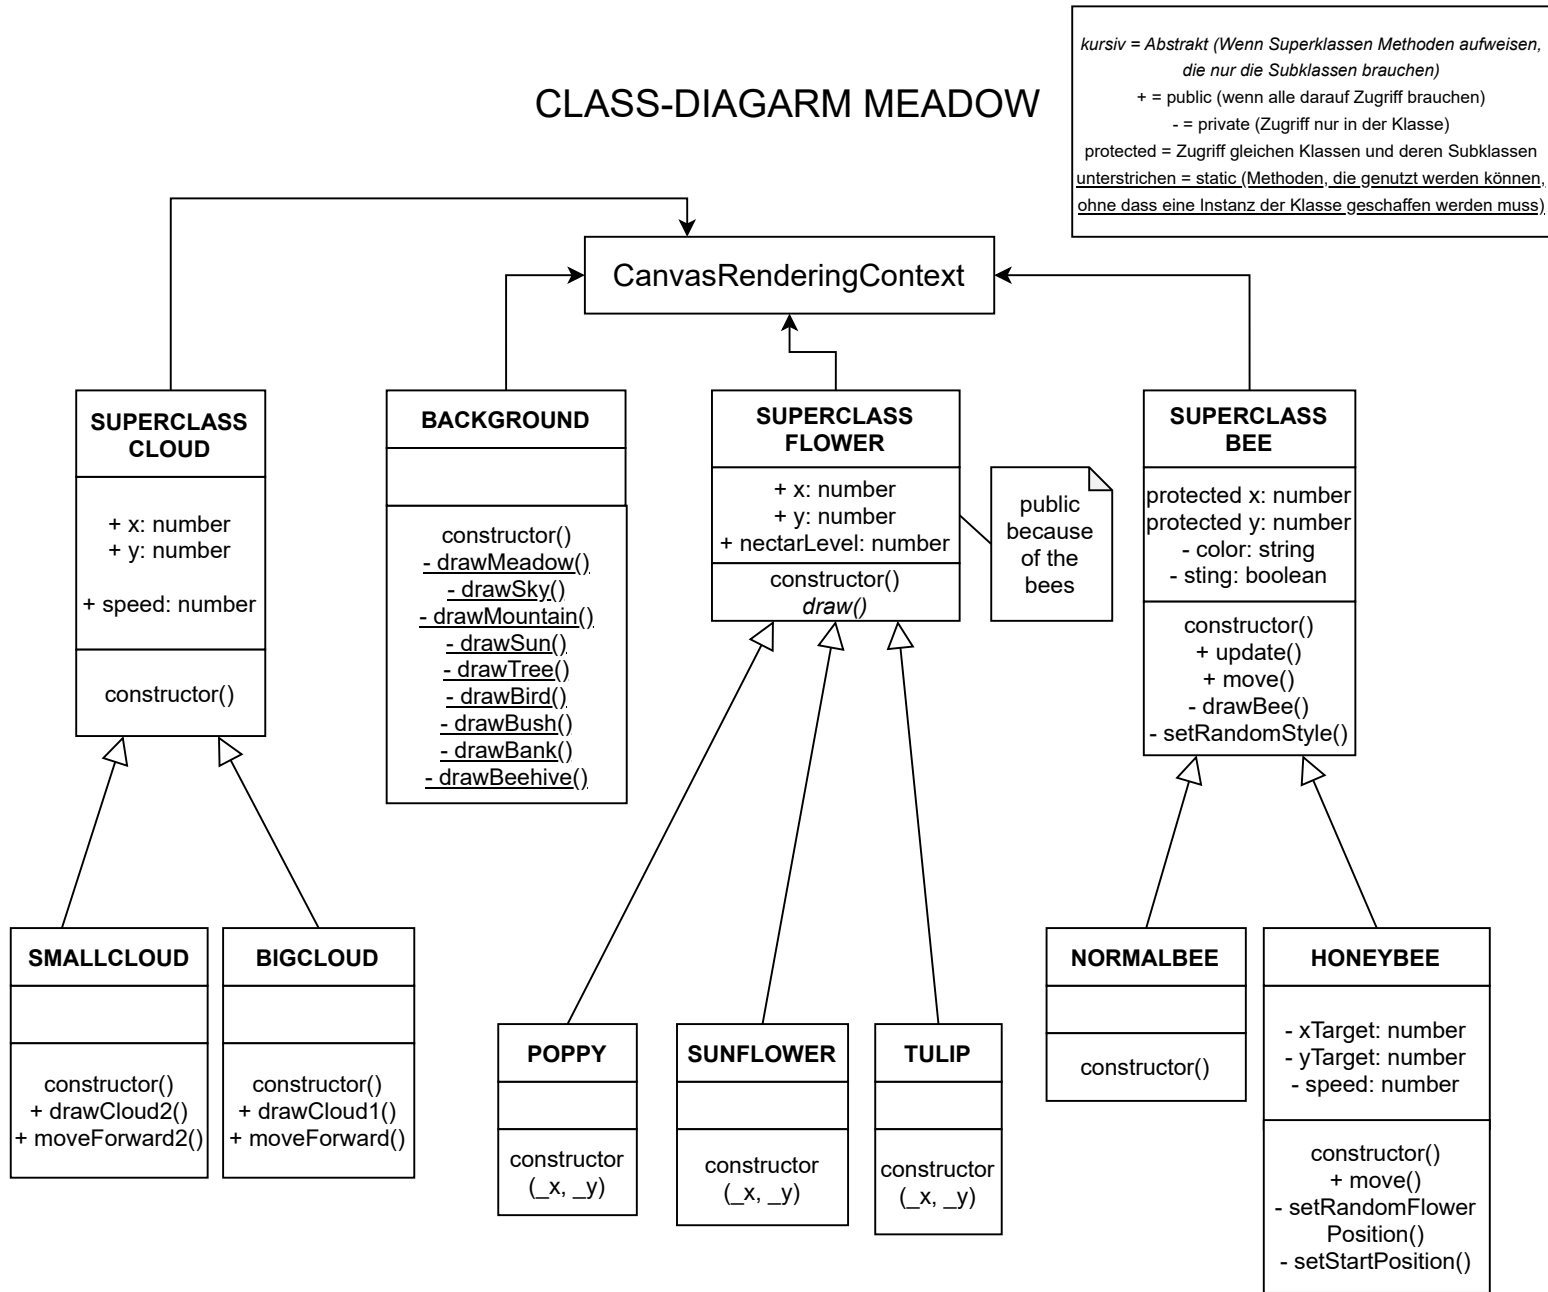 kursiv = Abstrakt (Wenn Superklassen Methoden aufweisen,
die nur die Subklassen brauchen)
+ = public (wenn alle darauf Zugriff brauchen)
- = private (Zugriff nur in der Klasse)
protected = Zugriff gleichen Klassen und deren Subklassen
unterstrichen = static (Methoden, die genutzt werden können,
ohne dass eine Instanz der Klasse geschaffen werden muss)
CLASS-DIAGARM MEADOW
CanvasRenderingContext
SUPERCLASS
CLOUD
+ x: number
+ y: number
+ speed: number
constructor()
BACKGROUND
constructor()
- drawMeadow()
- drawSky()
- drawMountain()
- drawSun()
- drawTree()
- drawBird()
- drawBush()
- drawBank()
- drawBeehive()
SUPERCLASS
FLOWER
+ x: number
+ y: number
+ nectarLevel: number
constructor()
draw()
public
because
of the
bees
SUPERCLASS
BEE
protected x: number
protected y: number
- color: string
- sting: boolean
constructor()
+ update()
+ move()
- drawBee()
- setRandomStyle()
SMALLCLOUD
constructor()
+ drawCloud2()
+ moveForward2()
BIGCLOUD
constructor()
+ drawCloud1()
+ moveForward()
POPPY
constructor
(_x, _y)
SUNFLOWER
constructor
(_x, _y)
TULIP
constructor
(_x, _y)
NORMALBEE
constructor()
HONEYBEE
- xTarget: number
- yTarget: number
- speed: number
constructor()
+ move()
- setRandomFlower
Position()
- setStartPosition()